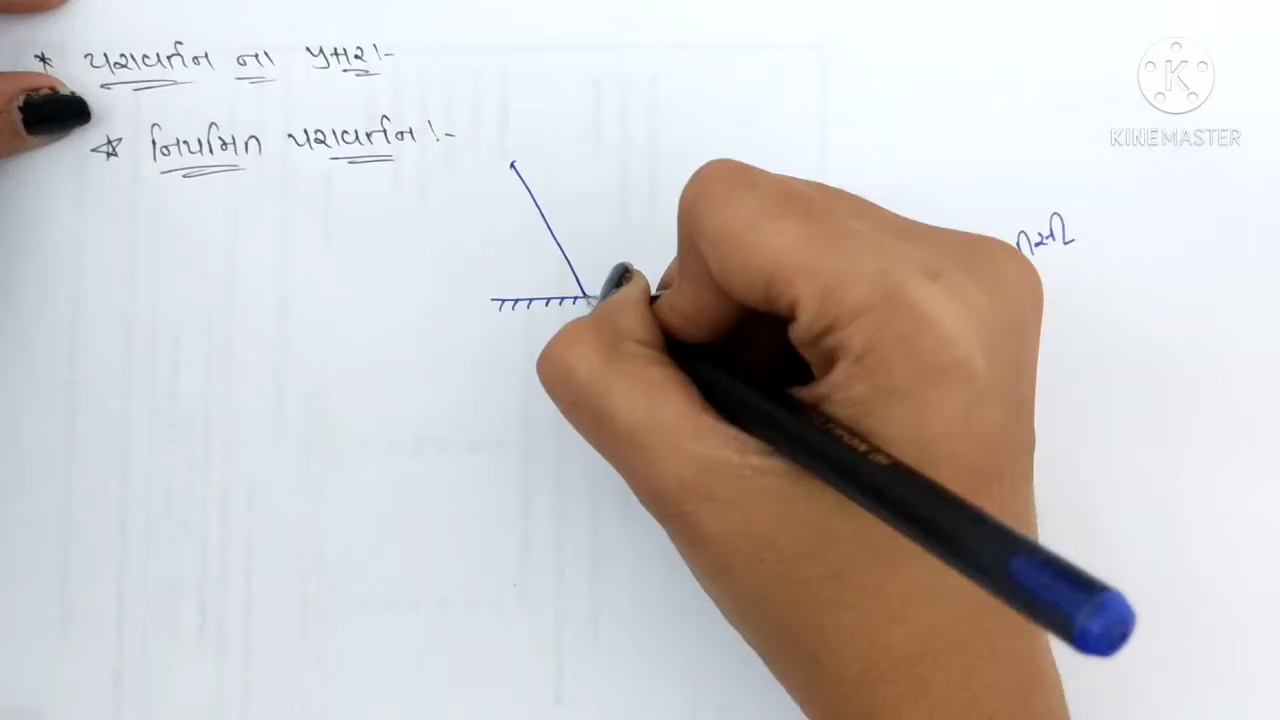 * પરાવર્તન ના પ્રકાર :-
* નિયમિત પરાવર્તન :-
K
KINEMASTER